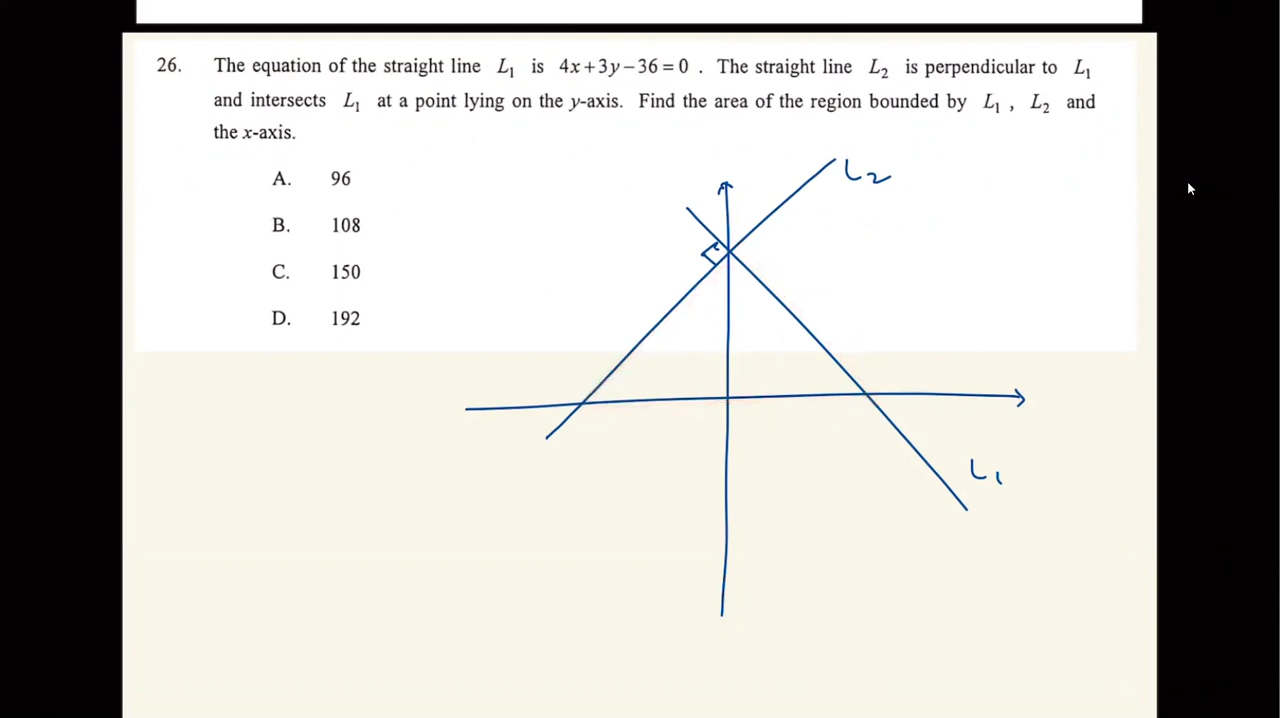 26. The equation of the straight line L₁ is 4x+3y−36=0 . The straight line L₂ is perpendicular to L₁
and intersects L₁ at a point lying on the y-axis. Find the area of the region bounded by L₁ , L₂ and
the x-axis.
A. 96
B. 108
C. 150
D. 192
L₂
L₁